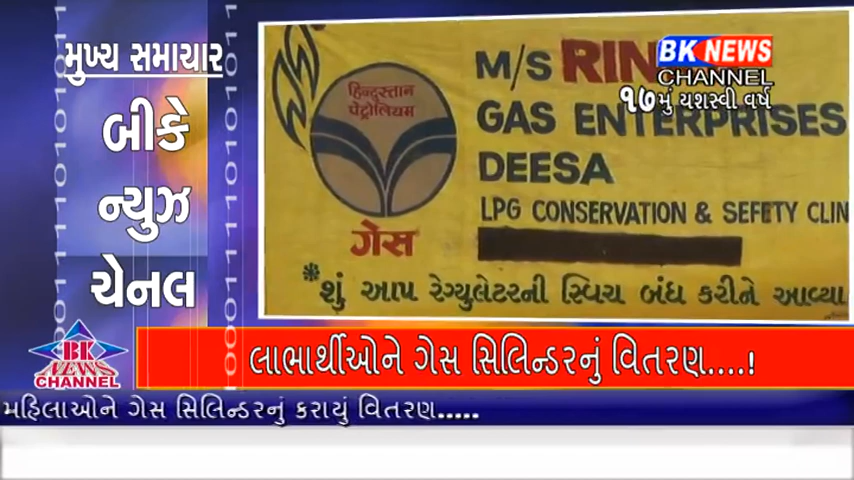 મુખ્ય સમાચાર
બીકે
ન્યુઝ
ચેનલ
હિન્દુસ્તાન
પેટ્રોલિયમ
ગેસ
M/S
GAS ENTERPRISES
DEESA
LPG CONSERVATION & SEFETY CLIN
*શું આપ રેગ્યુલેટરની સ્વિચ બંધ કરીને આવ્યા
BK NEWS
CHANNEL
૧૭મું યશસ્વી વર્ષ
BK
NEWS
CHANNEL
લાભાર્થીઓને ગેસ સિલિન્ડરનું વિતરણ....!
મહિલાઓને ગેસ સિલિન્ડરનું કરાયું વિતરણ.....